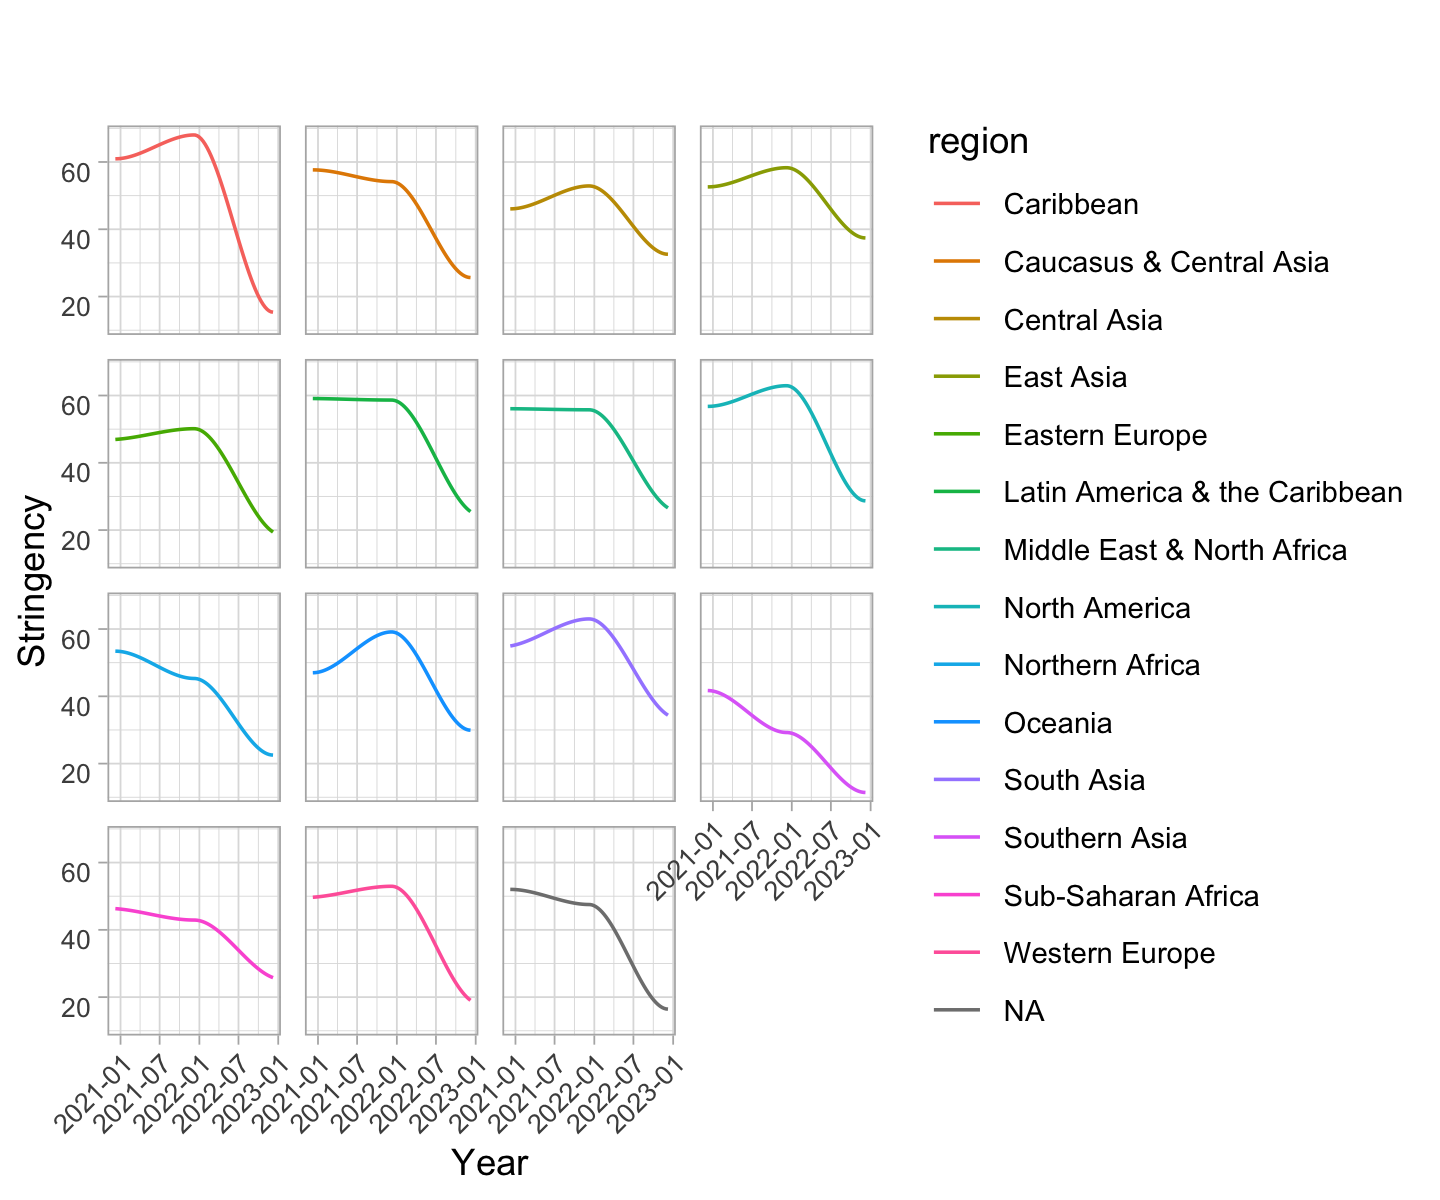 60
40
20
60
40
20
60
40
20
2021-01
2021-07
2022-01
2022-07
2023-01
60
40
20
2021-01
2021-07
2022-01
2022-07
2023-01
2021-01
2021-07
2022-01
2022-07
2023-01
2021-01
2021-07
2022-01
2022-07
2023-01
Stringency
Year
region
Caribbean
Caucasus & Central Asia
Central Asia
East Asia
Eastern Europe
Latin America & the Caribbean
Middle East & North Africa
North America
Northern Africa
Oceania
South Asia
Southern Asia
Sub-Saharan Africa
Western Europe
NA